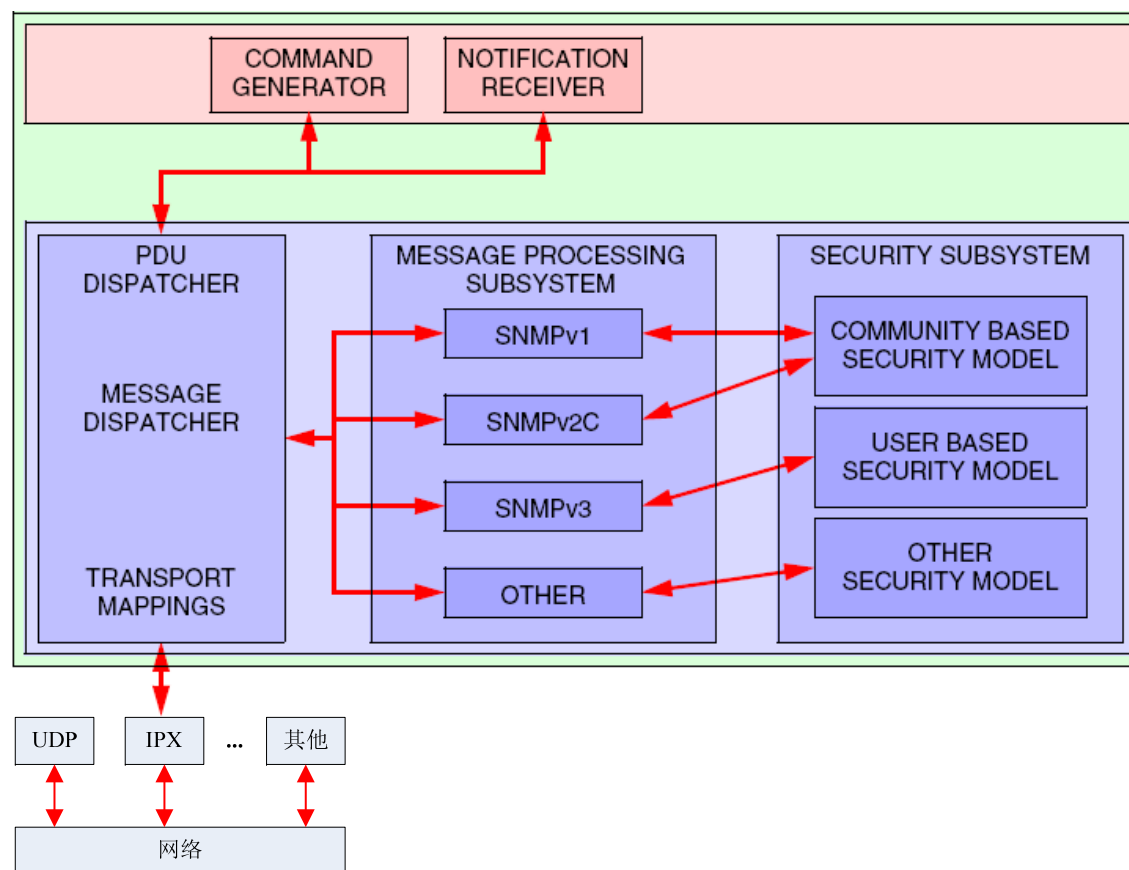 COMMAND
GENERATOR
NOTIFICATION
RECEIVER
PDU
DISPATCHER
MESSAGE
DISPATCHER
TRANSPORT
MAPPINGS
MESSAGE PROCESSING
SUBSYSTEM
SNMPv1
SNMPv2C
SNMPv3
OTHER
SECURITY SUBSYSTEM
COMMUNITY BASED
SECURITY MODEL
USER BASED
SECURITY MODEL
OTHER
SECURITY MODEL
UDP
IPX
...
其他
网络